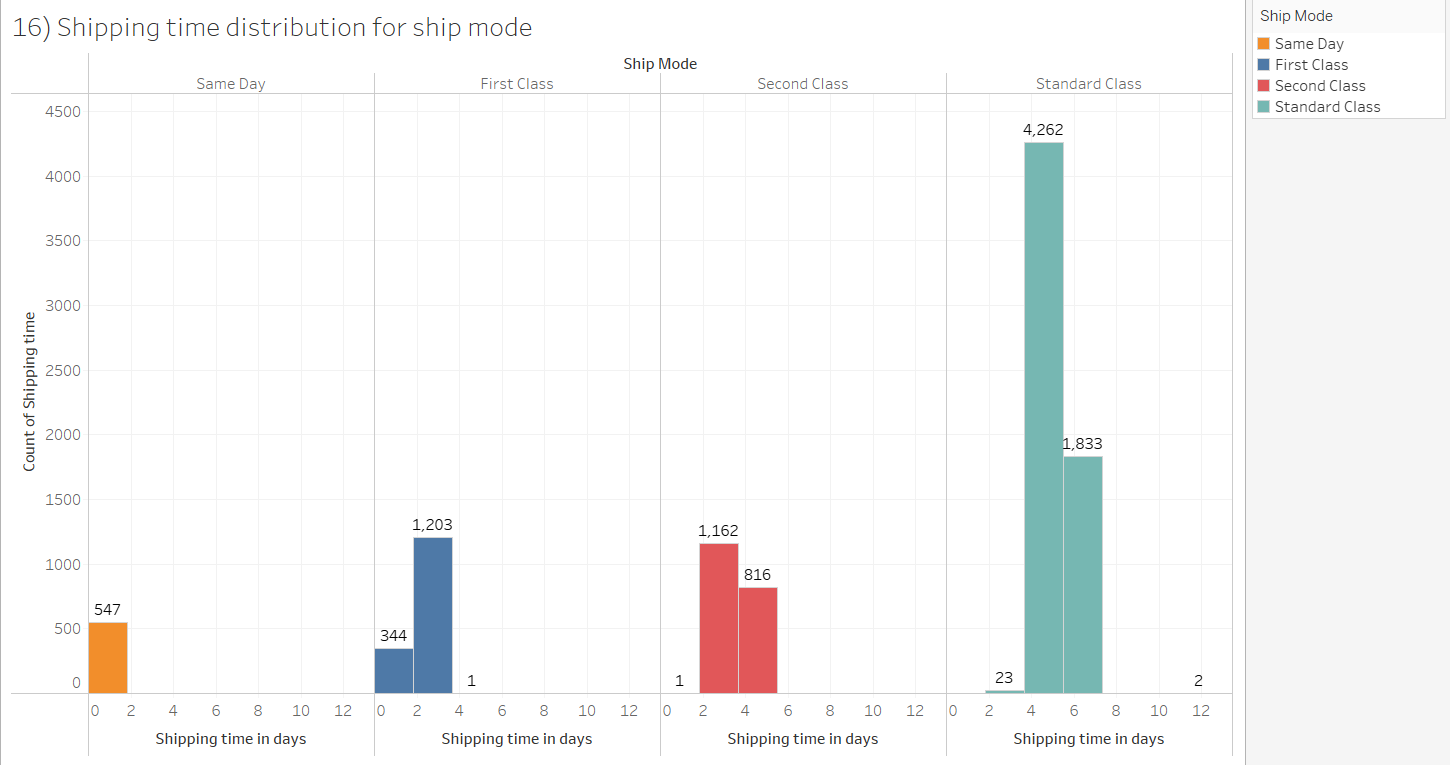 16) Shipping time distribution for ship mode
Ship Mode
Same Day
First Class
Second Class
Standard Class
Ship Mode
Same Day First Class Second Class Standard Class
4500
4000
3500
3000
2500
2000
1500
1000
500
0
Count of Shipping time
547
344
1,203
1
1
1,162
816
23
4,262
1,833
2
0 2 4 6 8 10 12 0 2 4 6 8 10 12 0 2 4 6 8 10 12 0 2 4 6 8 10 12
Shipping time in days Shipping time in days Shipping time in days Shipping time in days